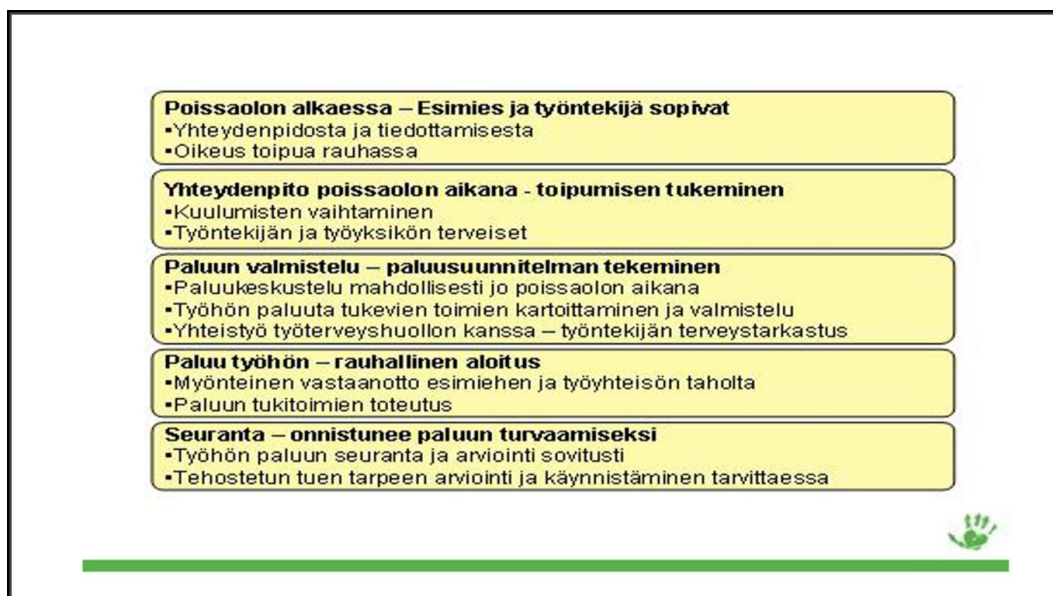 Poissaolon alkaessa – Esimies ja työntekijä sopivat
▪Yhteydenpidosta ja tiedottamisesta
▪Oikeus toipua rauhassa
Yhteydenpito poissaolon aikana - toipumisen tukeminen
▪Kuulumisten vaihtaminen
▪Työntekijän ja työyksikön terveiset
Paluun valmistelu – paluusuunnitelman tekeminen
▪Paluukeskustelu mahdollisesti jo poissaolon aikana
▪Työhön paluuta tukevien toimien kartoittaminen ja valmistelu
▪Yhteistyö työterveyshuollon kanssa – työntekijän terveystarkastus
Paluu työhön – rauhallinen aloitus
▪Myönteinen vastaanotto esimiehen ja työyhteisön taholta
▪Paluun tukitoimien toteutus
Seuranta – onnistunee paluun turvaamiseksi
▪Työhön paluun seuranta ja arviointi sovitusti
▪Tehostetun tuen tarpeen arviointi ja käynnistäminen tarvittaessa